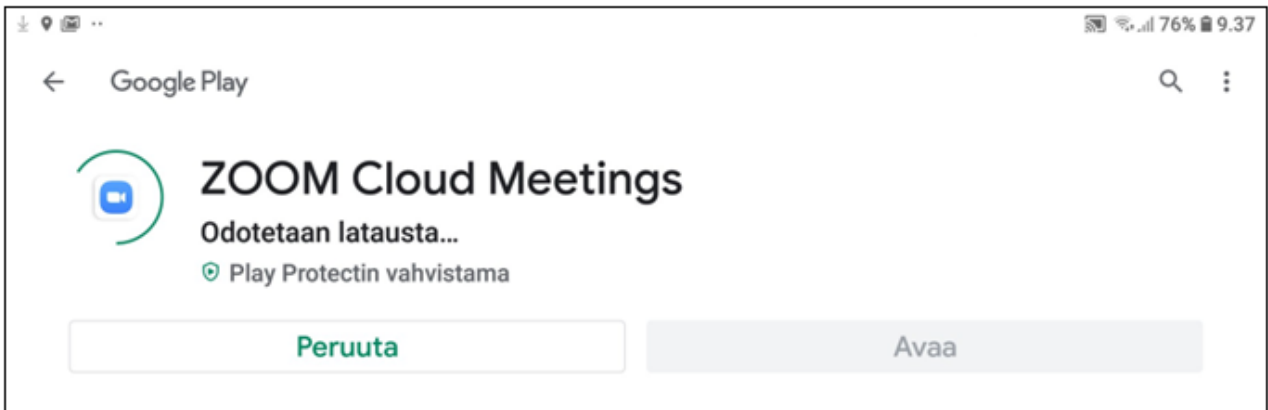 76% 9.37
Google Play
ZOOM Cloud Meetings
Odotetaan latausta...
Play Protectin vahvistama
Peruuta Avaa